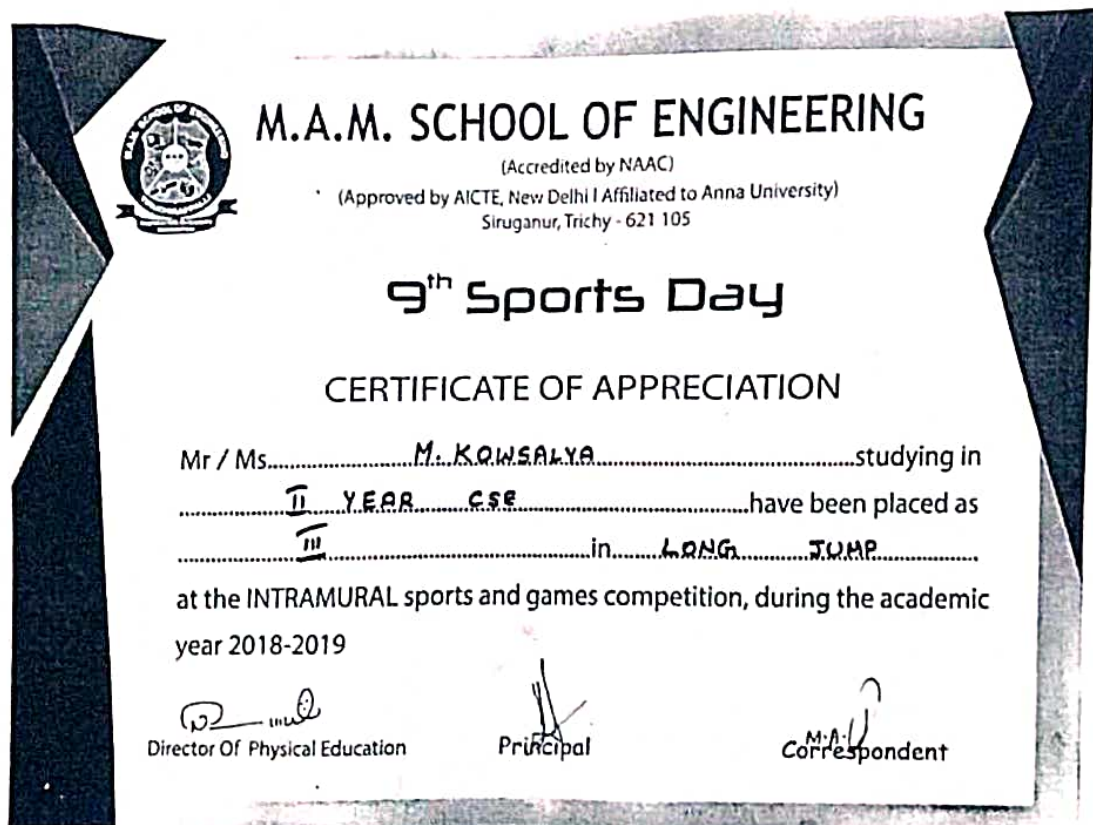 M.A.M. SCHOOL OF ENGINEERING
(Accredited by NAAC)
(Approved by AICTE, New Delhi I Affiliated to Anna University)
Siruganur, Trichy - 621 105
9th Sports Day
CERTIFICATE OF APPRECIATION
Mr / Ms. M. KOWSALYA studying in
II YEAR CSE have been placed as
III in LONG JUMP
at the INTRAMURAL sports and games competition, during the academic
year 2018-2019
Director Of Physical Education Principal Correspondent